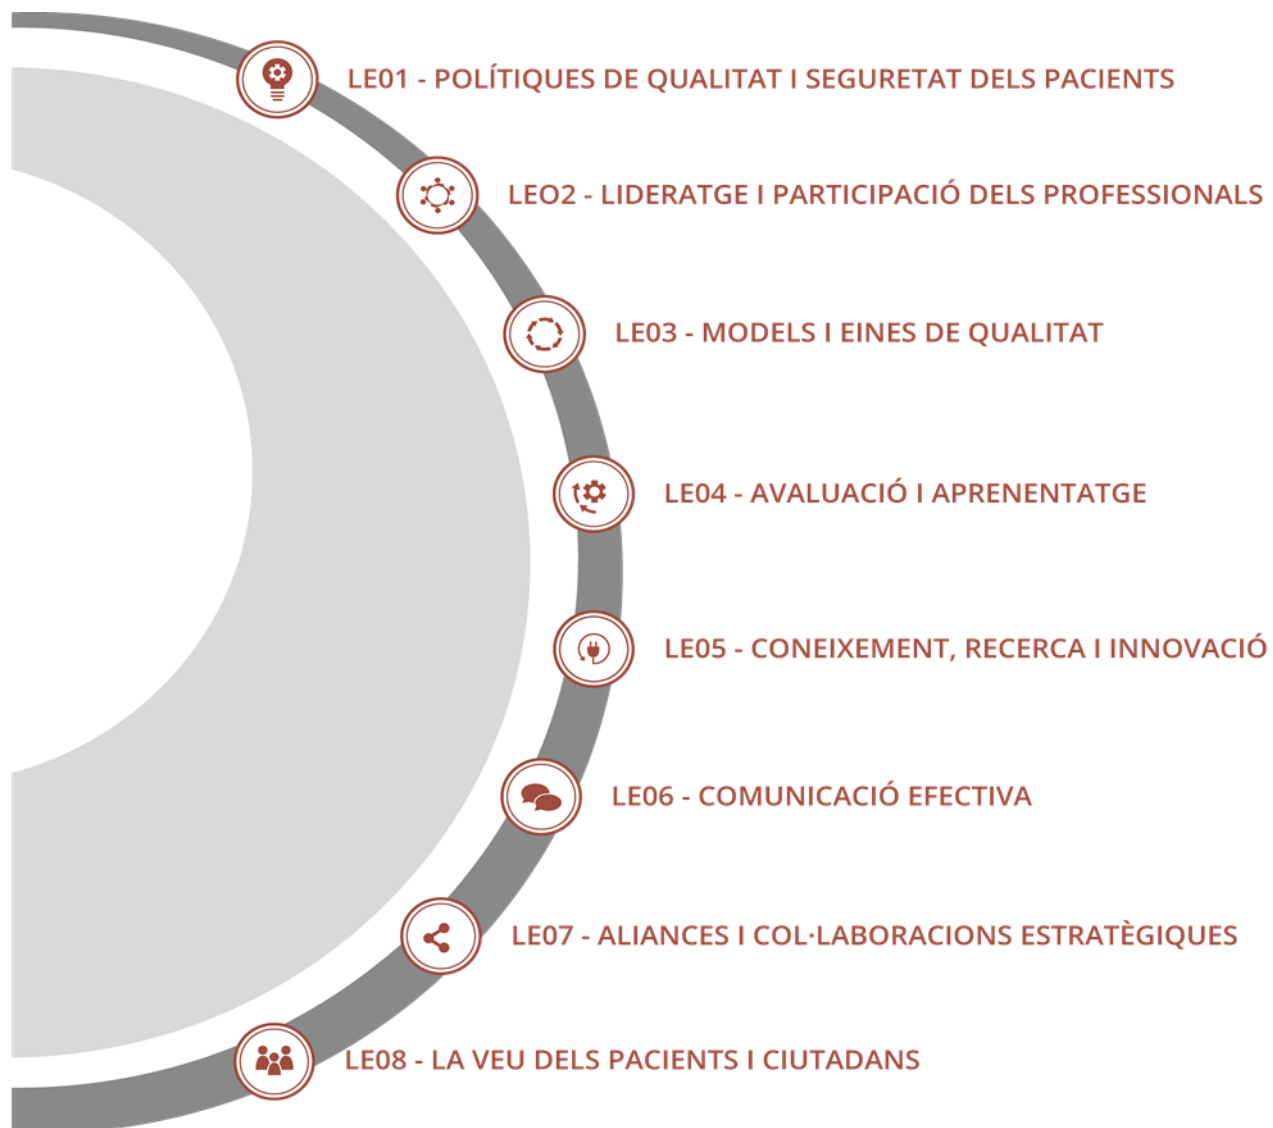 LE01 - POLÍTIQUES DE QUALITAT I SEGURETAT DELS PACIENTS
LEO2 - LIDERATGE I PARTICIPACIÓ DELS PROFESSIONALS
LE03 - MODELS I EINES DE QUALITAT
LE04 - AVALUACIÓ I APRENENTATGE
LE05 - CONEIXEMENT, RECERCA I INNOVACIÓ
LE06 - COMUNICACIÓ EFECTIVA
LE07 - ALIANCES I COL·LABORACIONS ESTRATÈGIQUES
LE08 - LA VEU DELS PACIENTS I CIUTADANS